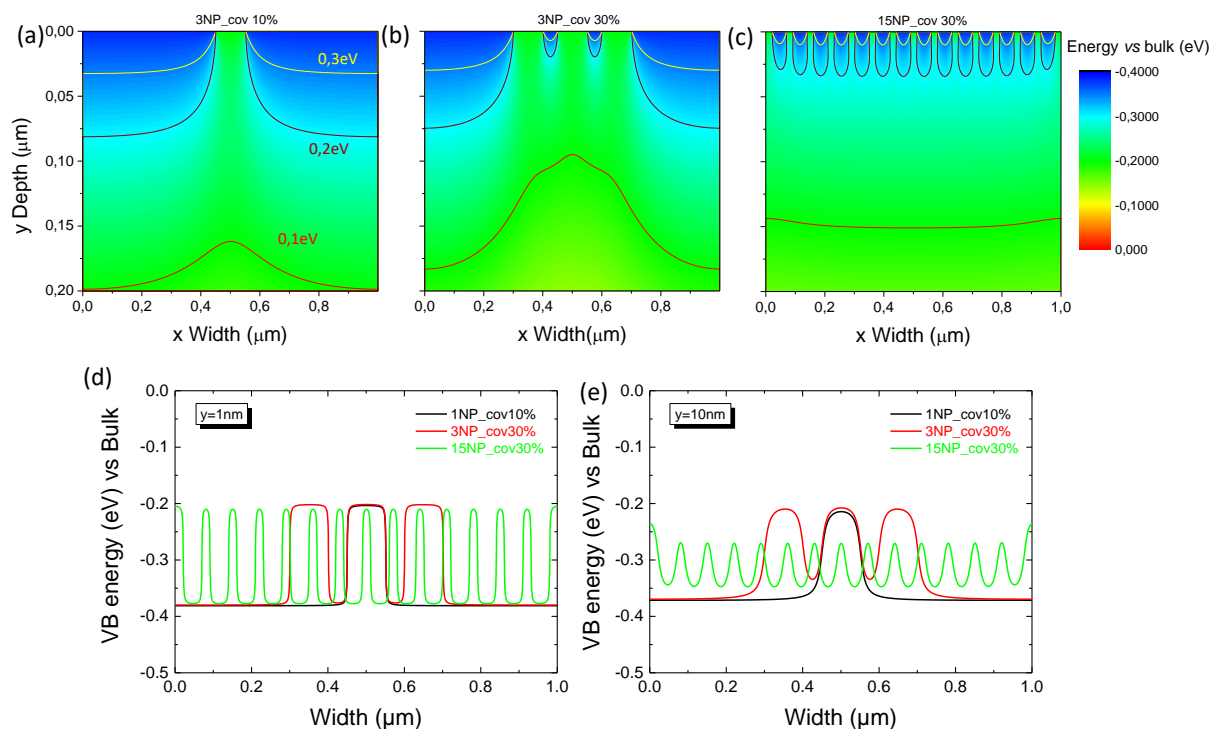 3NP_cov 10%
3NP_cov 30%
15NP_cov 30%
(a)
(b)
(c)
0,00
0,05
0,10
0,15
0,20
y Depth (μm)
0,3eV
0,2eV
0,1eV
0,0 0,2 0,4 0,6 0,8
x Width (μm)
0,0 0,2 0,4 0,6 0,8
x Width(μm)
0,0 0,2 0,4 0,6 0,8 1,0
x Width (μm)
Energy vs bulk (eV)
-0,4000
-0,3000
-0,2000
-0,1000
0,000
(d)
0.0
-0.1
-0.2
-0.3
-0.4
-0.5
VB energy (eV) vs Bulk
y=1nm
1NP_cov10%
3NP_cov30%
15NP_cov30%
0.0 0.2 0.4 0.6 0.8 1.0
Width (μm)
(e)
0.0
-0.1
-0.2
-0.3
-0.4
-0.5
VB energy (eV) vs Bulk
y=10nm
1NP_cov10%
3NP_cov30%
15NP_cov30%
0.0 0.2 0.4 0.6 0.8 1.0
Width (μm)